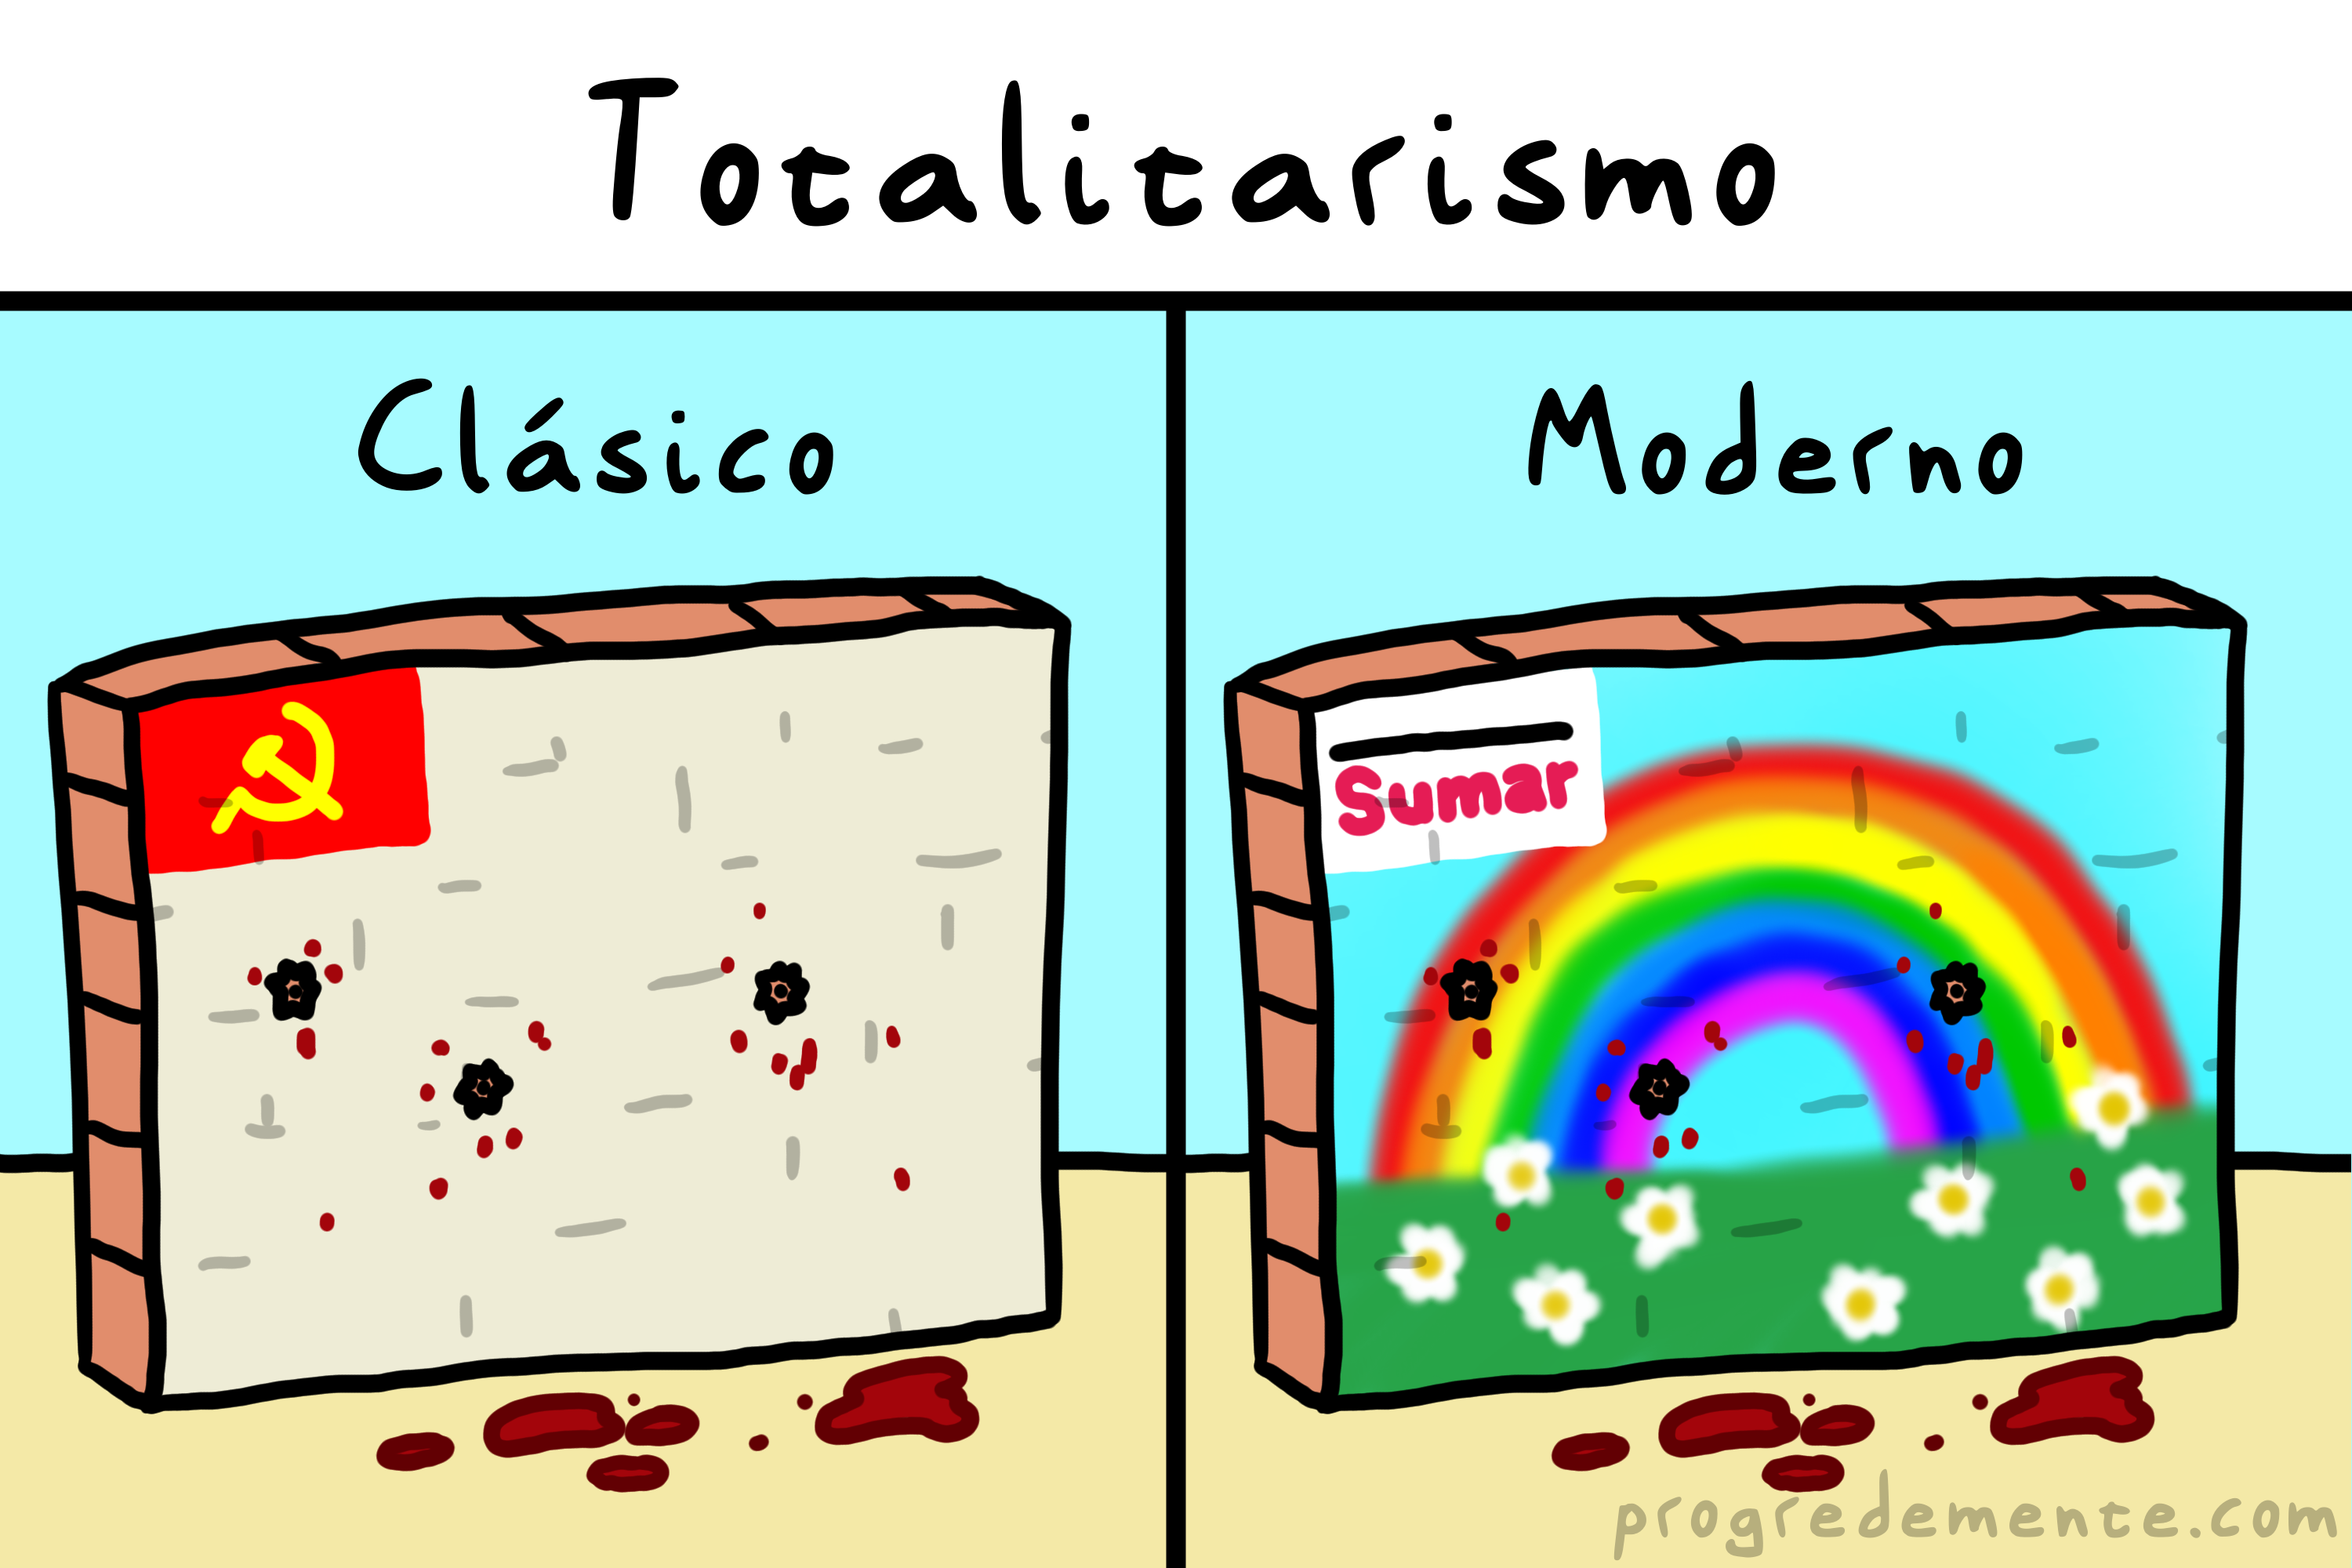 Totalitarismo
Clásico
Moderno
Sumar
progredemente.com